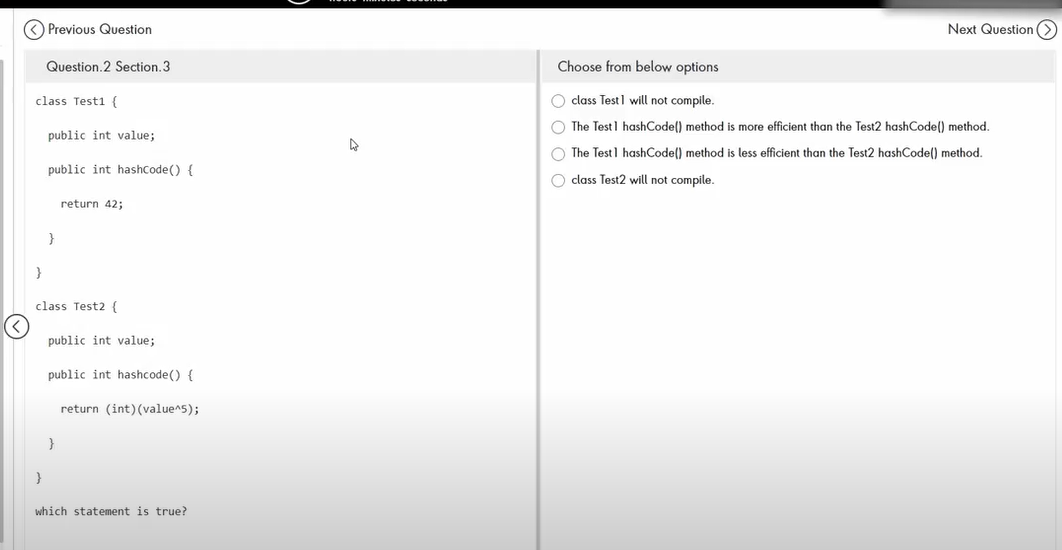 Previous Question
Next Question
Question.2 Section.3
class Test1 {
public int value;
public int hashCode() {
return 42;
}
}
class Test2 {
public int value;
public int hashcode() {
return (int)(value^5);
}
}
which statement is true?
Choose from below options
class Test1 will not compile.
The Test1 hashCode() method is more efficient than the Test2 hashCode() method.
The Test1 hashCode() method is less efficient than the Test2 hashCode() method.
class Test2 will not compile.